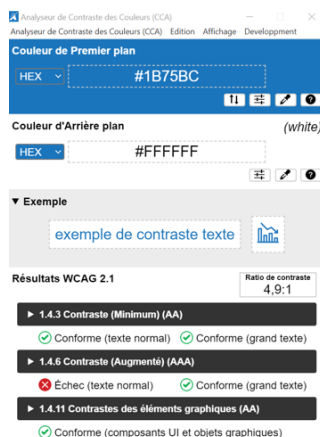 Analyseur de Contraste des Couleurs (CCA)
Analyseur de Contraste des Couleurs (CCA) Edition Affichage Developpment
Couleur de Premier plan
HEX #1B75BC
Couleur d'Arrière plan (white)
HEX #FFFFFF
▼ Exemple
exemple de contraste texte
Résultats WCAG 2.1
Ratio de contraste
4,9:1
► 1.4.3 Contraste (Minimum) (AA)
Conforme (texte normal) Conforme (grand texte)
► 1.4.6 Contraste (Augmenté) (AAA)
Échec (texte normal) Conforme (grand texte)
► 1.4.11 Contrastes des éléments graphiques (AA)
Conforme (composants UI et objets graphiques)